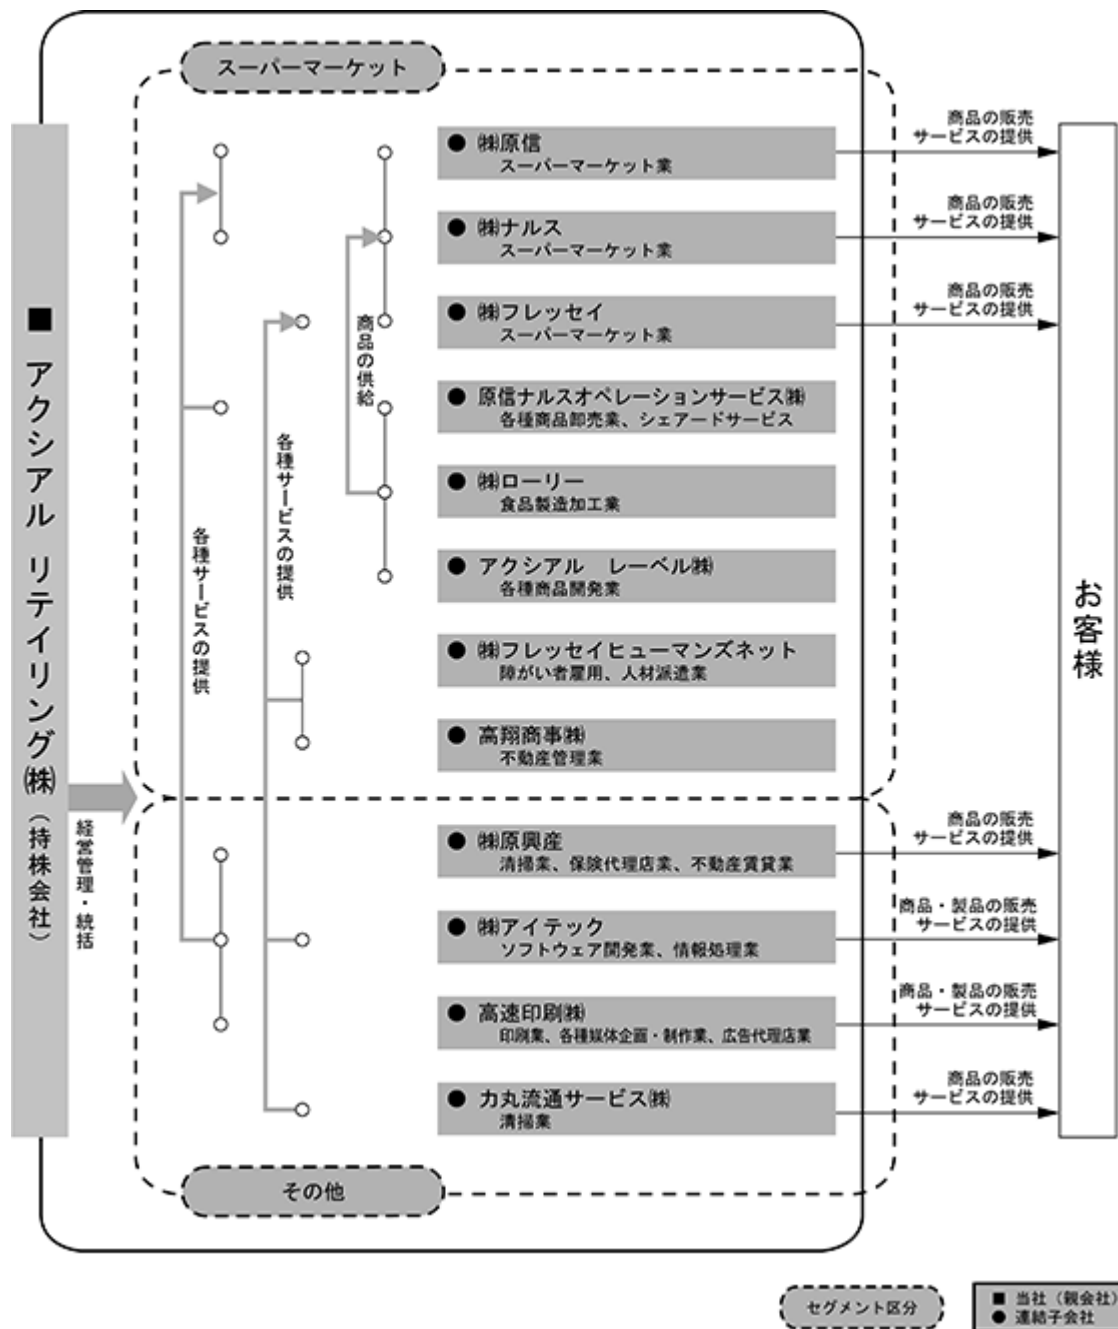 スーパーマーケット
■ アクシアル リテイリング㈱（持株会社）
経営管理・統括
各種サービスの提供
各種サービスの提供
商品の供給
● ㈱原信
スーパーマーケット業
商品の販売
サービスの提供
● ㈱ナルス
スーパーマーケット業
商品の販売
サービスの提供
● ㈱フレッセイ
スーパーマーケット業
商品の販売
サービスの提供
● 原信ナルスオペレーションサービス㈱
各種商品卸売業、シェアードサービス
● ㈱ローリー
食品製造加工業
● アクシアル　レーベル㈱
各種商品開発業
● ㈱フレッセイヒューマンズネット
障がい者雇用、人材派遣業
● 高翔商事㈱
不動産管理業
● ㈱原興産
清掃業、保険代理店業、不動産賃貸業
商品の販売
サービスの提供
● ㈱アイテック
ソフトウェア開発業、情報処理業
商品・製品の販売
サービスの提供
● 高速印刷㈱
印刷業、各種媒体企画・制作業、広告代理店業
商品・製品の販売
サービスの提供
● 力丸流通サービス㈱
清掃業
商品の販売
サービスの提供
お客様
その他
セグメント区分
■ 当社（親会社）
● 連結子会社